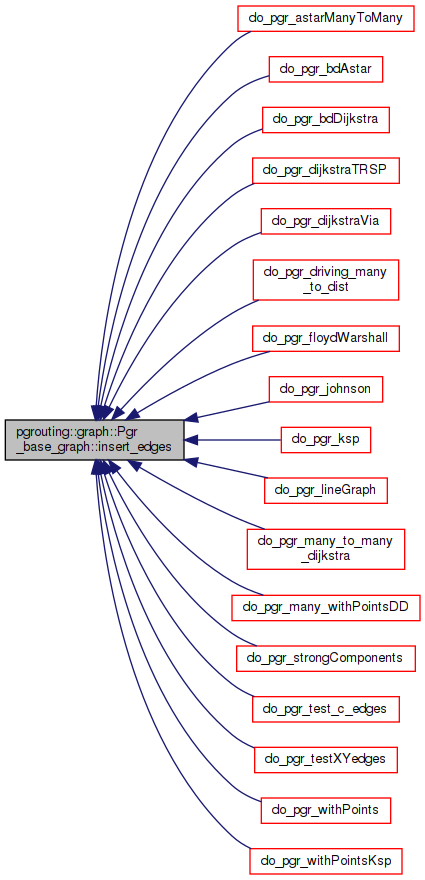 do_pgr_astarManyToMany
do_pgr_bdAstar
do_pgr_bdDijkstra
do_pgr_dijkstraTRSP
do_pgr_dijkstraVia
do_pgr_driving_many
_to_dist
do_pgr_floydWarshall
do_pgr_johnson
pgrouting::graph::Pgr
_base_graph::insert_edges
do_pgr_ksp
do_pgr_lineGraph
do_pgr_many_to_many
_dijkstra
do_pgr_many_withPointsDD
do_pgr_strongComponents
do_pgr_test_c_edges
do_pgr_testXYedges
do_pgr_withPoints
do_pgr_withPointsKsp